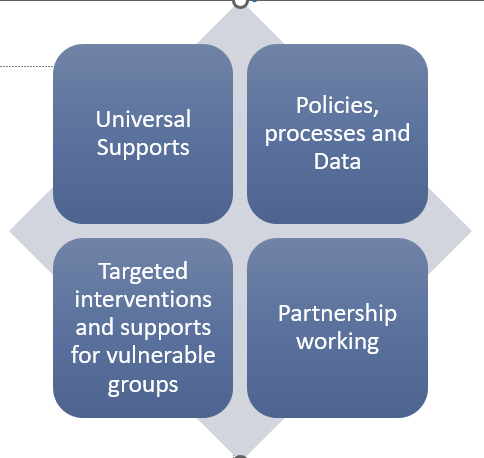 Universal
Supports
Policies,
processes and
Data
Targeted
interventions
and supports
for vulnerable
groups
Partnership
working